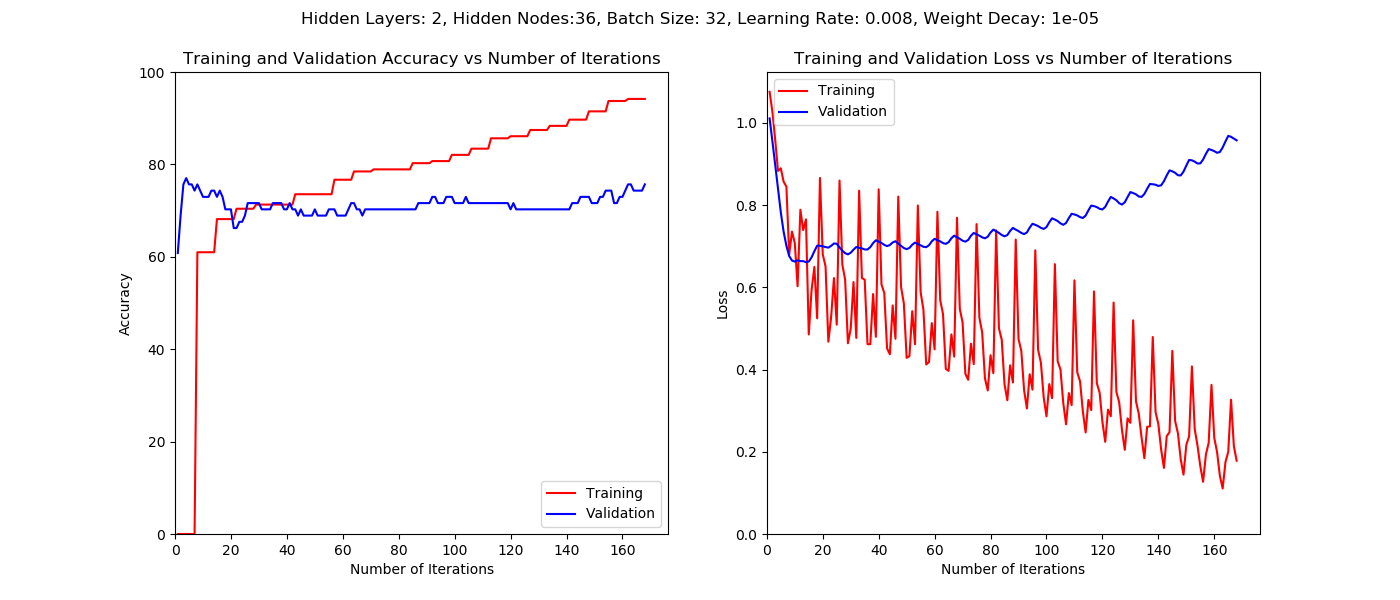 Hidden Layers: 2, Hidden Nodes:36, Batch Size: 32, Learning Rate: 0.008, Weight Decay: 1e-05
Training and Validation Accuracy vs Number of Iterations
100
80
60
40
20
0
Accuracy
0 20 40 60 80 100 120 140 160
Number of Iterations
Training
Validation
Training and Validation Loss vs Number of Iterations
Training
Validation
1.0
0.8
0.6
0.4
0.2
0.0
Loss
0 20 40 60 80 100 120 140 160
Number of Iterations